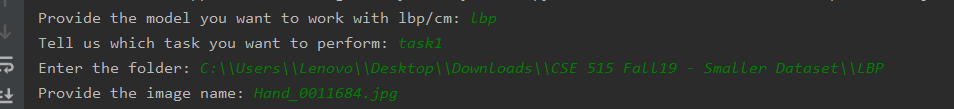 Provide the model you want to work with lbp/cm: lbp
Tell us which task you want to perform: task1
Enter the folder: C:\\Users\\Lenovo\\Desktop\\Downloads\\CSE 515 Fall19 - Smaller Dataset\\LBP
Provide the image name: Hand_0011684.jpg